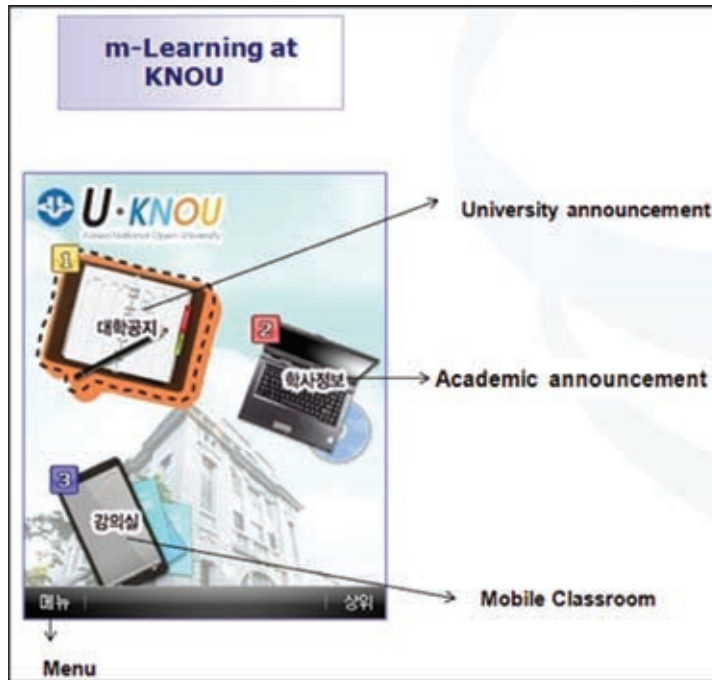 m-Learning at
KNOU
U·KNOU
Korea National Open University
University announcement
1
대학공지
2
학사정보
Academic announcement
3
강의실
메뉴
상위
Mobile Classroom
Menu